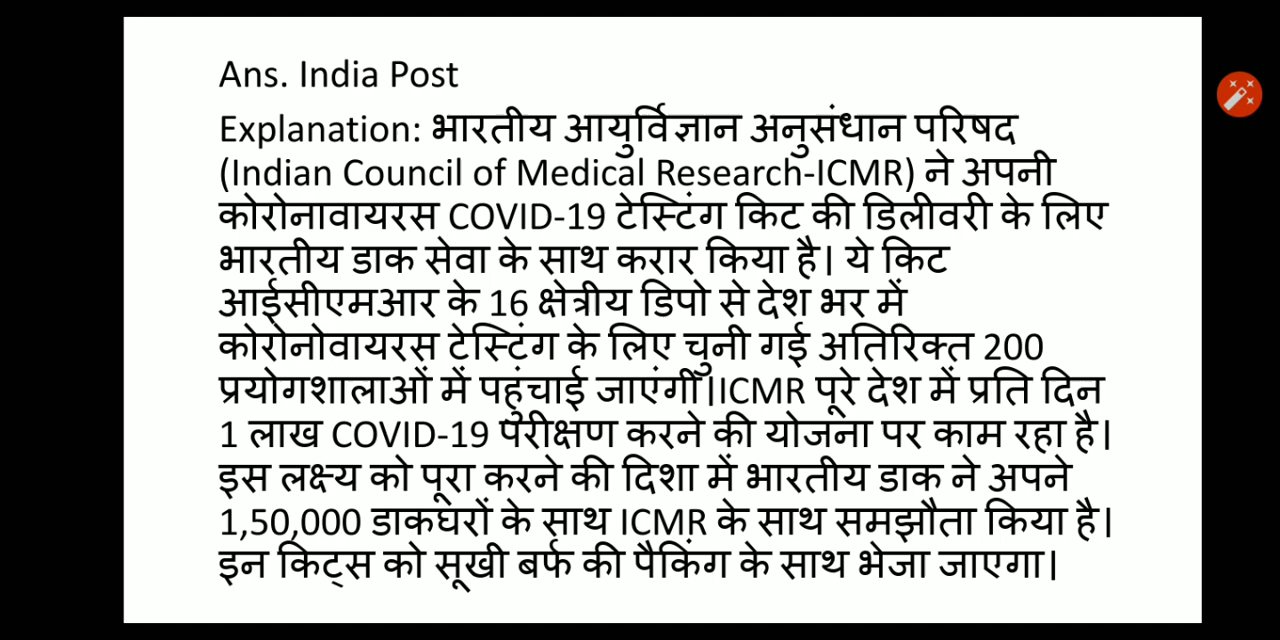 Ans. India Post
Explanation: भारतीय आयुर्विज्ञान अनुसंधान परिषद
(Indian Council of Medical Research-ICMR) ने अपनी
कोरोनावायरस COVID-19 टेस्टिंग किट की डिलीवरी के लिए
भारतीय डाक सेवा के साथ करार किया है। ये किट
आईसीएमआर के 16 क्षेत्रीय डिपो से देश भर में
कोरोनोवायरस टेस्टिंग के लिए चुनी गई अतिरिक्त 200
प्रयोगशालाओं में पहुंचाई जाएंगी।ICMR पूरे देश में प्रति दिन
1 लाख COVID-19 परीक्षण करने की योजना पर काम रहा है।
इस लक्ष्य को पूरा करने की दिशा में भारतीय डाक ने अपने
1,50,000 डाकघरों के साथ ICMR के साथ समझौता किया है।
इन किट्स को सूखी बर्फ की पैकिंग के साथ भेजा जाएगा।